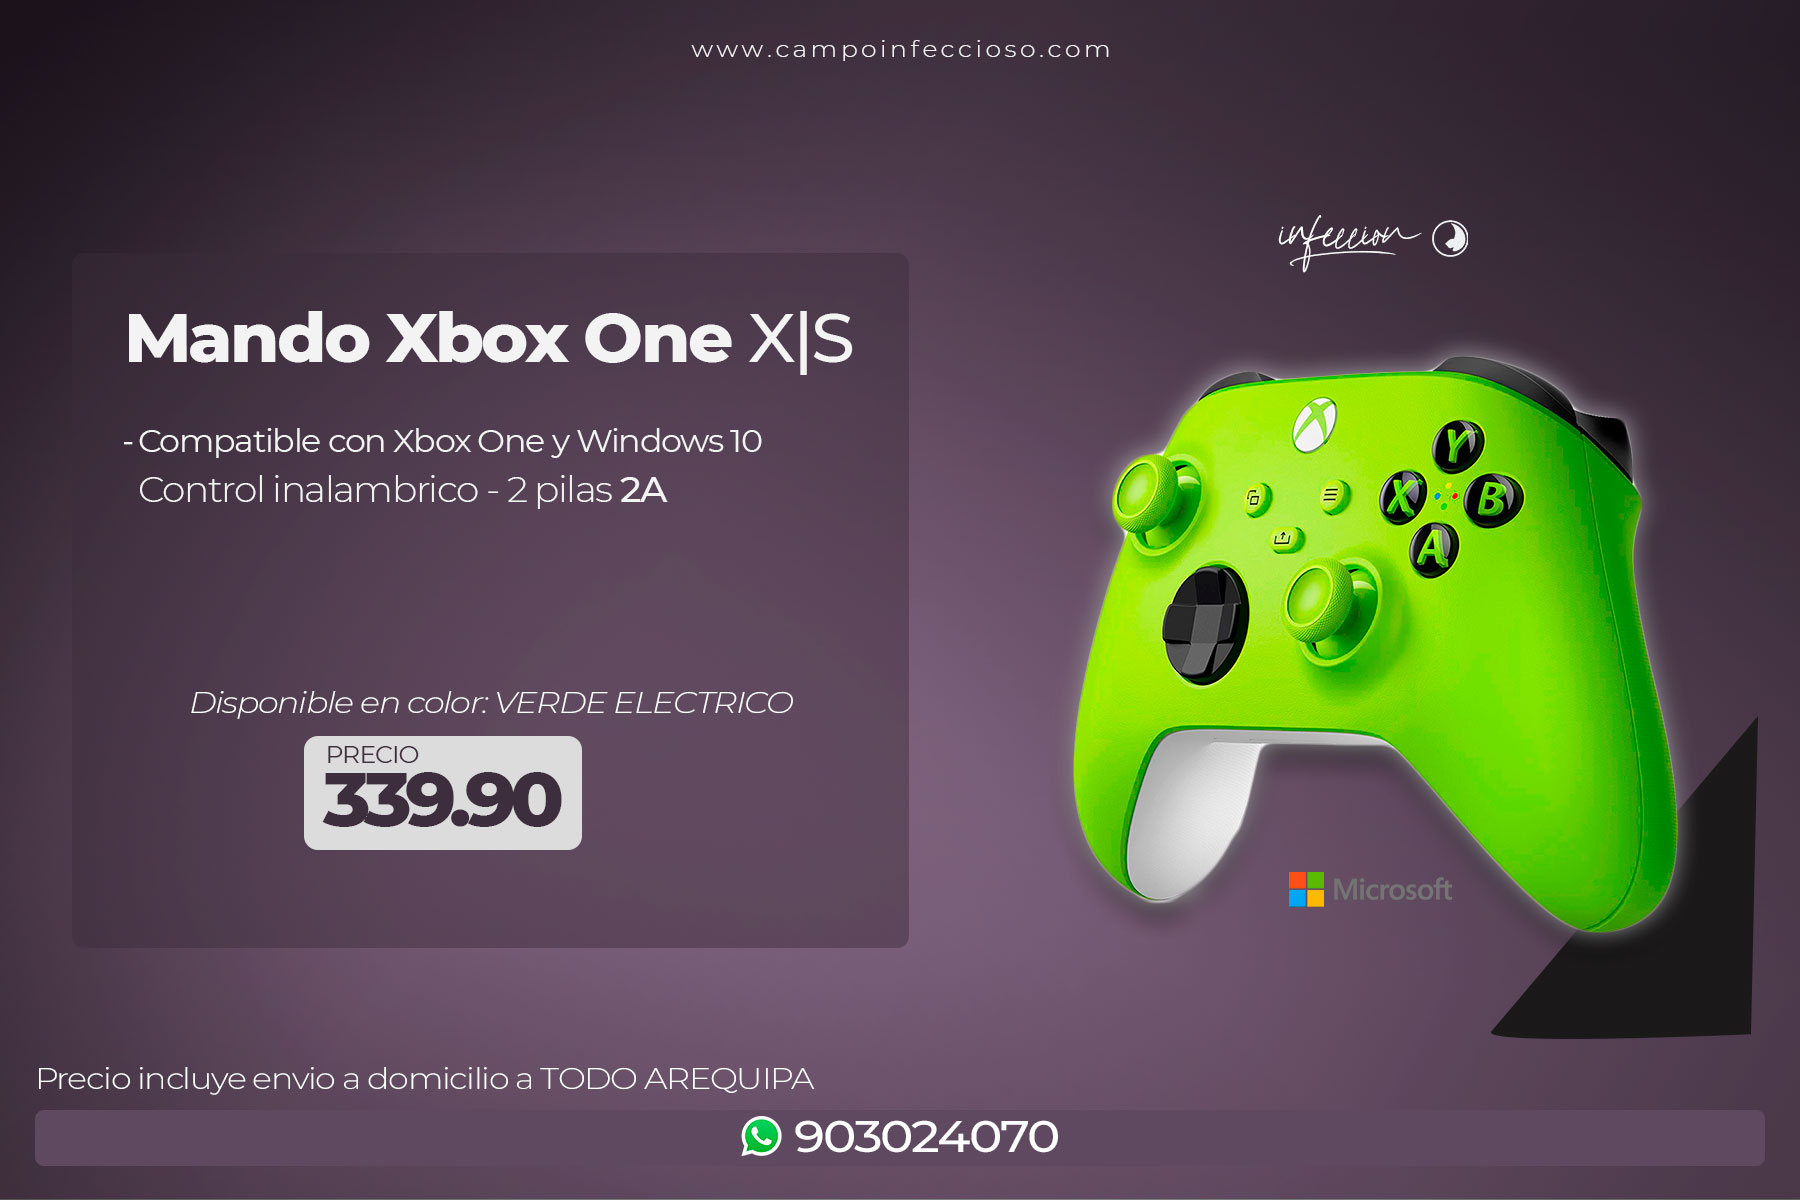 www.campoinfeccioso.com
infeccion
Mando Xbox One X|S
- Compatible con Xbox One y Windows 10
Control inalambrico - 2 pilas 2A
Y
X B
A
Disponible en color: VERDE ELECTRICO
PRECIO
339.90
Microsoft
Precio incluye envio a domicilio a TODO AREQUIPA
903024070